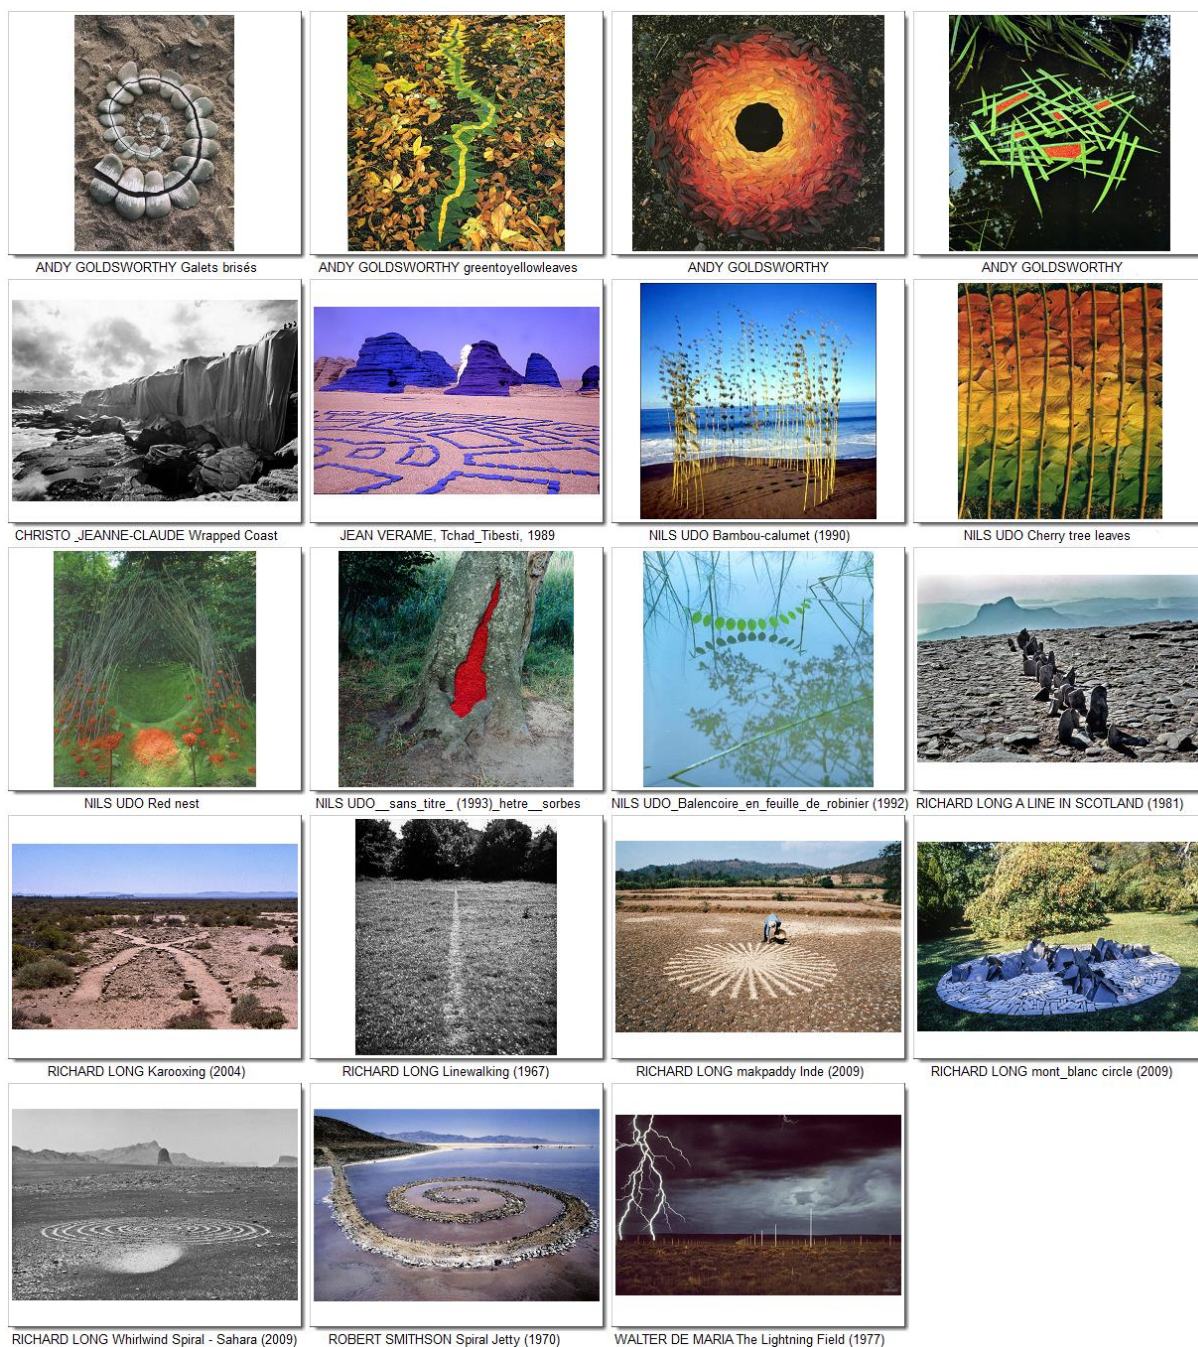 ANDY GOLDSWORTHY Galets brisés
ANDY GOLDSWORTHY greentoyellowleaves
ANDY GOLDSWORTHY
ANDY GOLDSWORTHY
CHRISTO _JEANNE-CLAUDE Wrapped Coast
JEAN VERAME, Tchad_Tibesti, 1989
NILS UDO Bambou-calumet (1990)
NILS UDO Cherry tree leaves
NILS UDO Red nest
NILS UDO__sans_titre_ (1993)_hetre__sorbes
NILS UDO_Balencoire_en_feuille_de_robinier (1992)
RICHARD LONG A LINE IN SCOTLAND (1981)
RICHARD LONG Karooxing (2004)
RICHARD LONG Linewalking (1967)
RICHARD LONG makpaddy Inde (2009)
RICHARD LONG mont_blanc circle (2009)
RICHARD LONG Whirlwind Spiral - Sahara (2009)
ROBERT SMITHSON Spiral Jetty (1970)
WALTER DE MARIA The Lightning Field (1977)